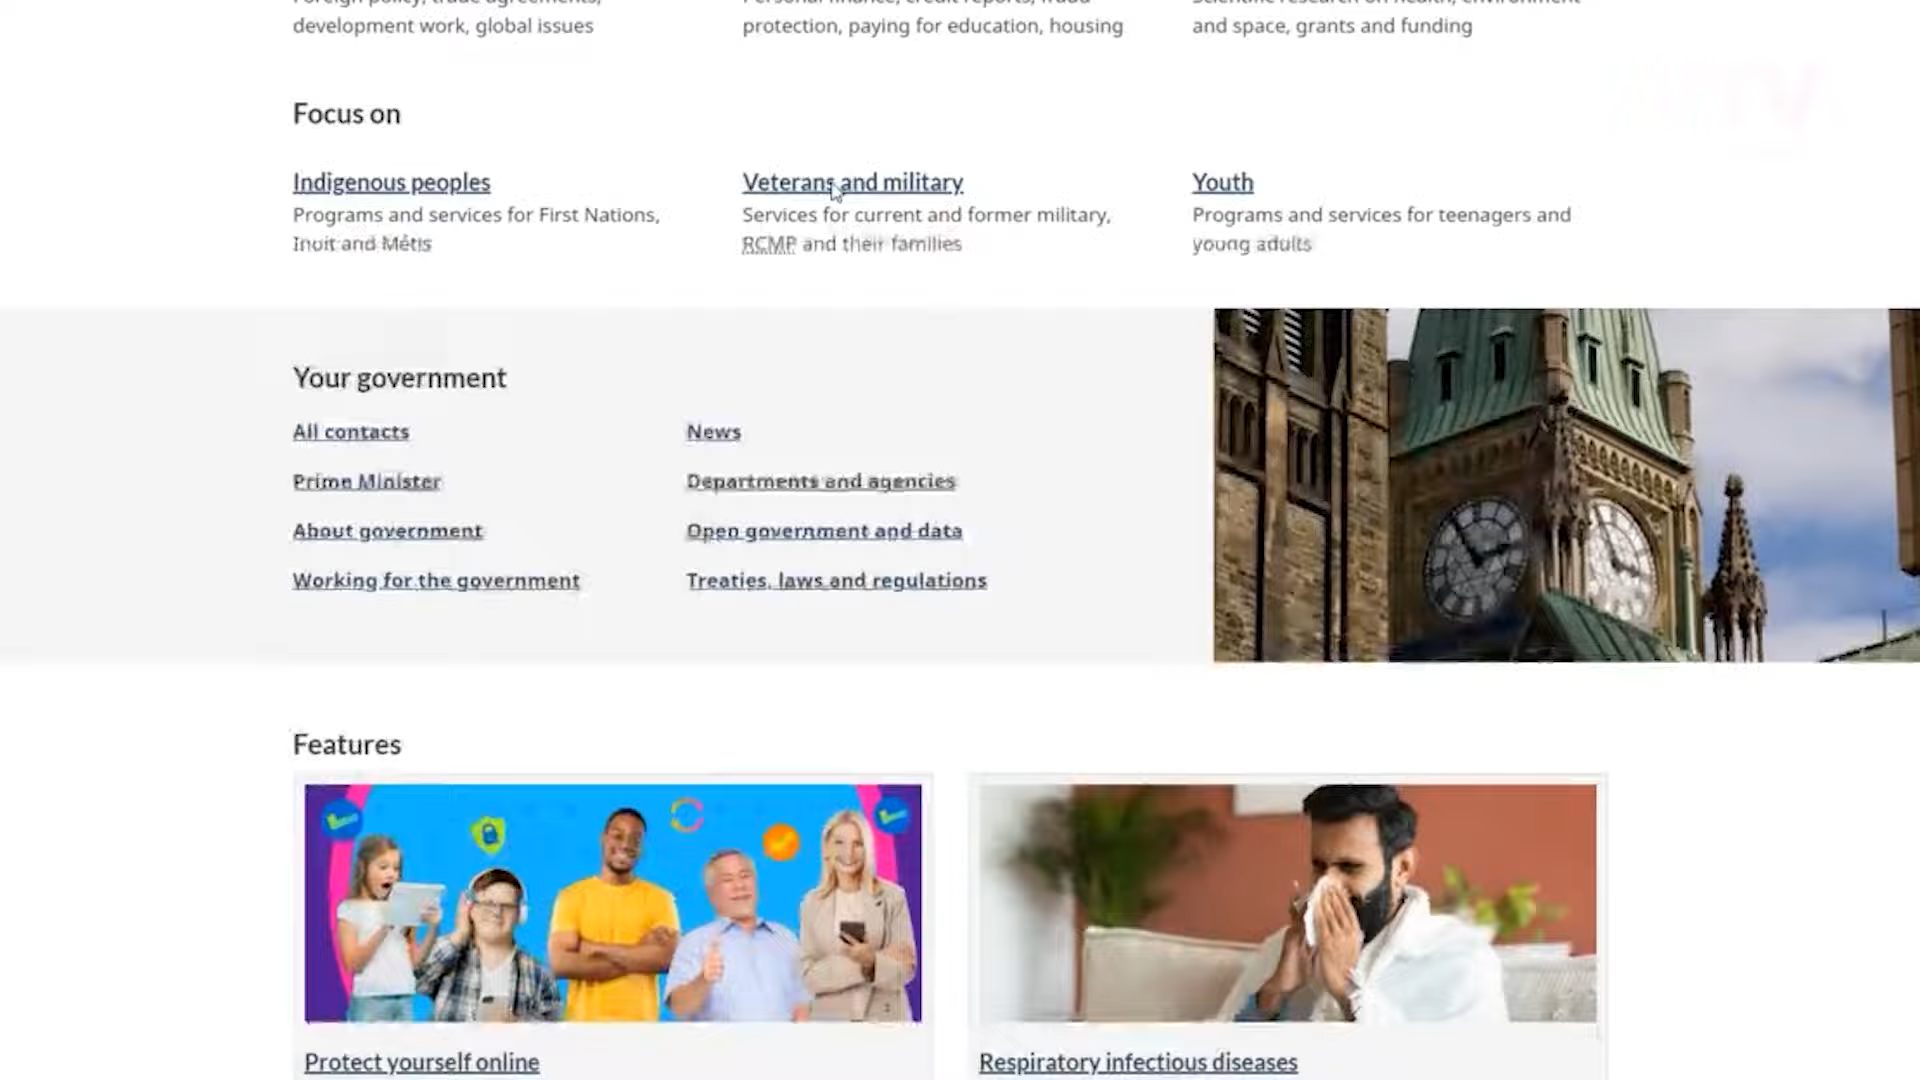 development work, global issues
protection, paying for education, housing
and space, grants and funding
Focus on
Indigenous peoples
Veterans and military
Youth
Programs and services for First Nations,
Inuit and Métis
Services for current and former military,
RCMP and their families
Programs and services for teenagers and
young adults
Your government
All contacts
News
Prime Minister
Departments and agencies
About government
Open government and data
Working for the government
Treaties, laws and regulations
Features
Protect yourself online
Respiratory infectious diseases